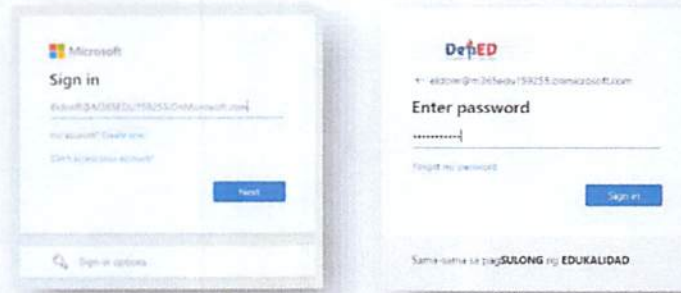 Microsoft
Sign in
No account? Create one!
Can't access your account?
Next
Sign-in options
DepED
Enter password
Forgot my password
Sign in
Sama-sama sa pagSULONG ng EDUKALIDAD